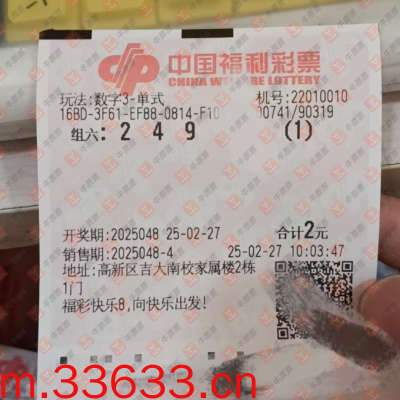 中国福利彩票
CHINA WELFARE LOTTERY
玩法:数字3-单式
机号:22010010
16BD-3F61-EF88-0814-F10
00741/90319
组六: 2 4 9
(1)
开奖期:2025048 25-02-27
合计2元
销售期:2025048-4
25-02-27 10:03:47
地址:高新区吉大南校家属楼2栋
1门
福彩快乐8,向快乐出发!
m.33633.cn